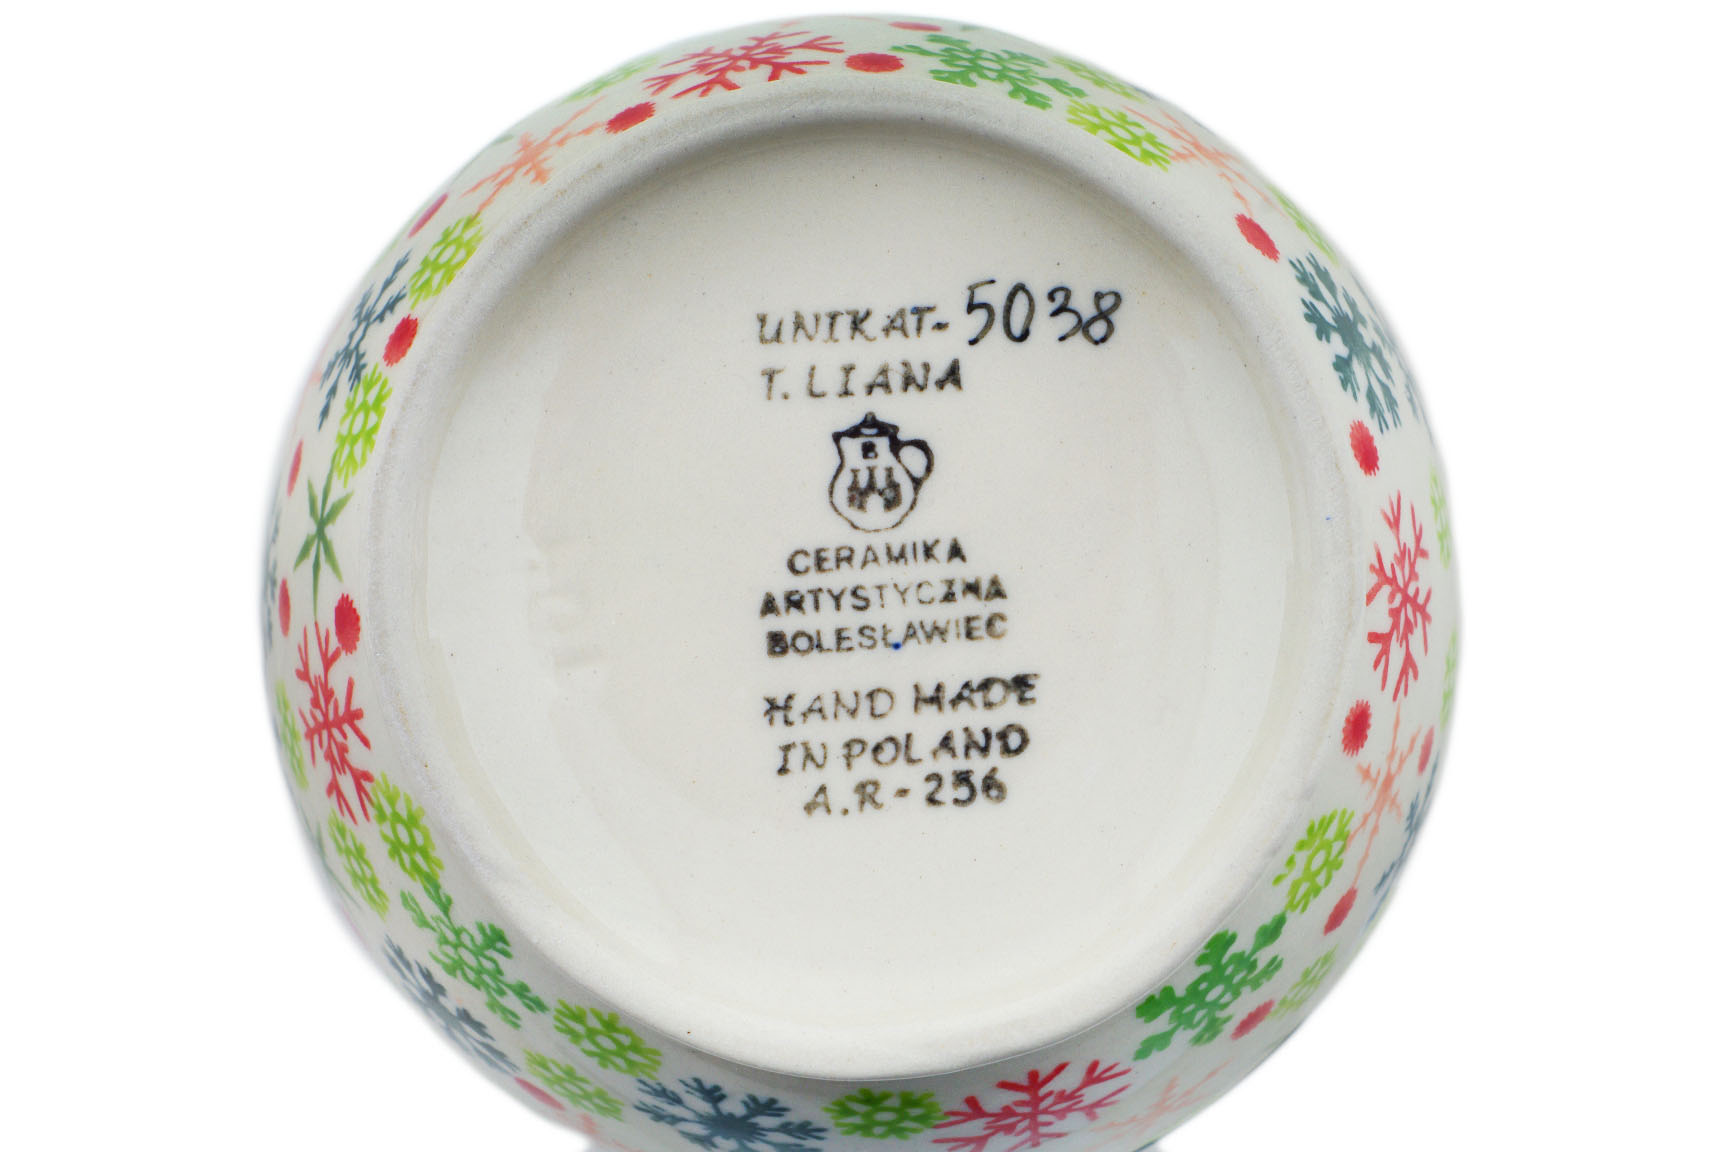 UNIKAT-5038
T. LIANA
B
CERAMIKA
ARTYSTYCZNA
BOLESŁAWIEC
HAND MADE
IN POLAND
A.R-256